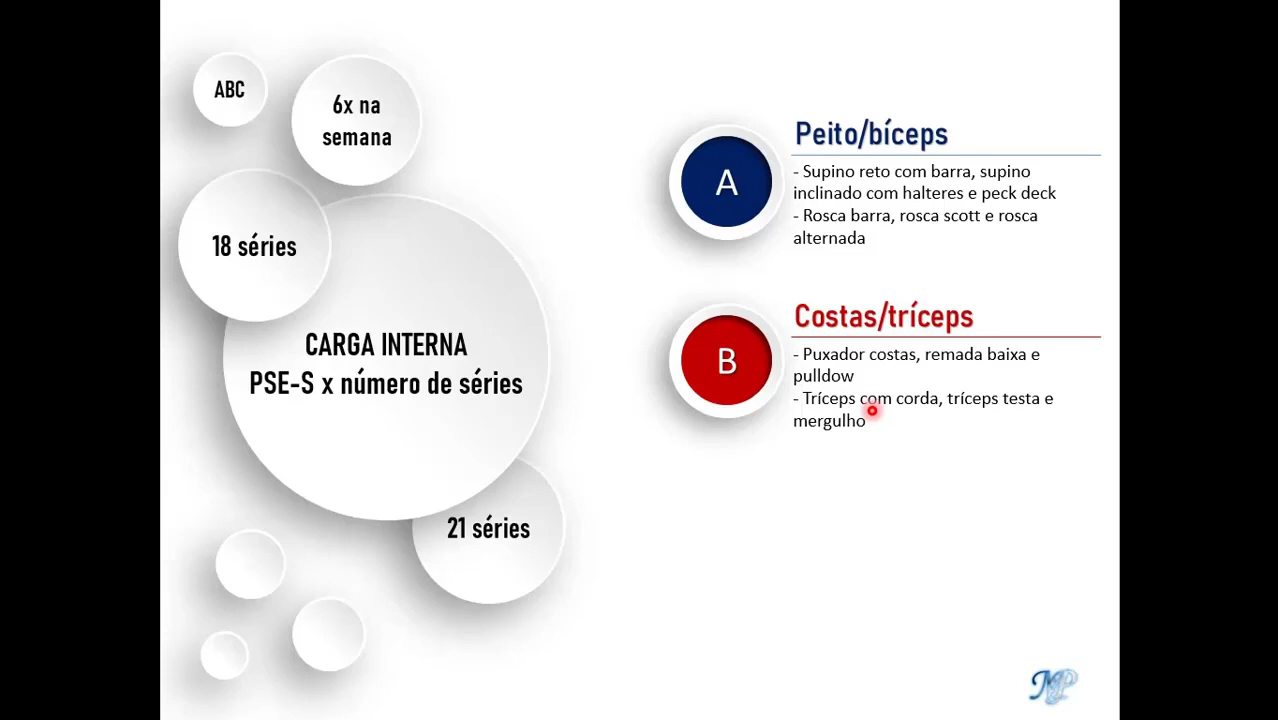 ABC
6x na
semana
18 séries
CARGA INTERNA
PSE-S x número de séries
21 séries
A
Peito/bíceps
- Supino reto com barra, supino
inclinado com halteres e peck deck
- Rosca barra, rosca scott e rosca
alternada
B
Costas/tríceps
- Puxador costas, remada baixa e
pulldow
- Tríceps com corda, tríceps testa e
mergulho
MP